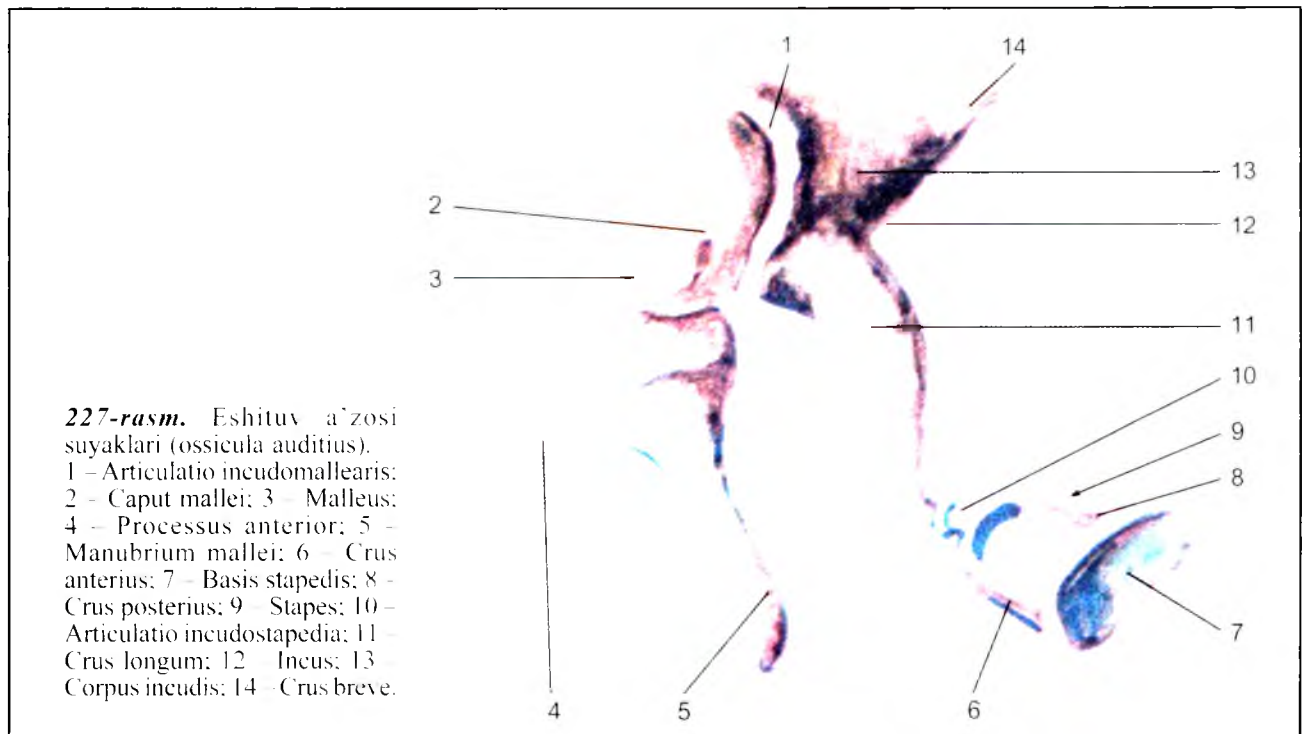 1
14
2
13
12
3
11
10
9
8
7
4
5
6
227-rasm. Eshituv a'zosi
suyaklari (ossicula auditius).
1 – Articulatio incudomallearis;
2 – Caput mallei; 3 – Malleus;
4 – Processus anterior; 5 –
Manubrium mallei; 6 – Crus
anterius; 7 – Basis stapedis; 8 –
Crus posterius; 9 – Stapes; 10 –
Articulatio incudostapedia; 11 –
Crus longum; 12 – Incus; 13 –
Corpus incudis; 14 – Crus breve.